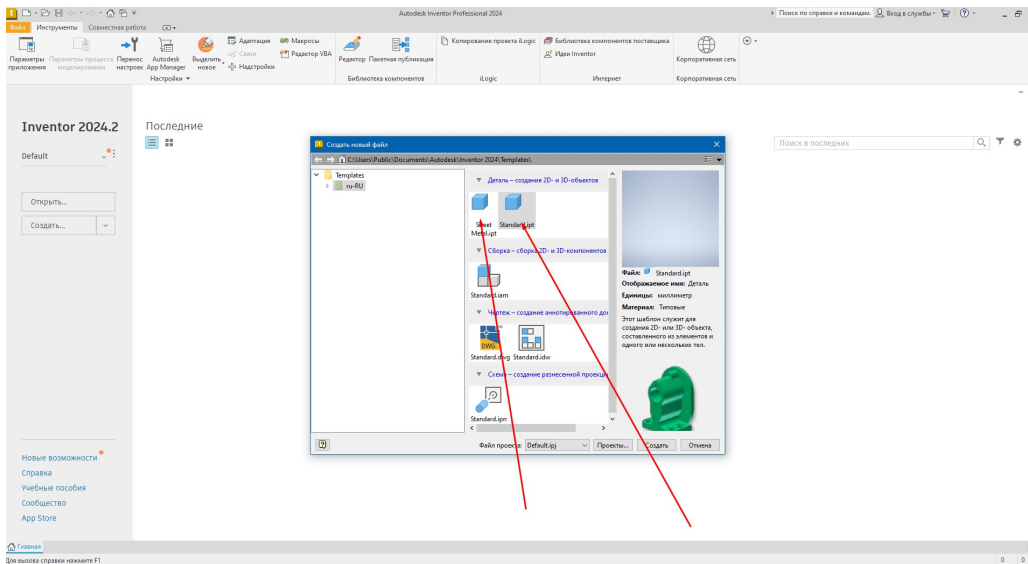 Autodesk Inventor Professional 2024
Поиск по справке и командам.
Вход в службы
Файл Инструменты Совместная работа
Параметры приложения
Параметры процесса моделирования
Перенос настроек
Autodesk App Manager
Выделить новое
Адаптация
Связи
Надстройки
Макросы
Редактор VBA
Редактор
Пакетная публикация
Копирование проекта iLogic
Библиотека компонентов поставщика
Идеи Inventor
Корпоративная сеть
Настройки
Библиотека компонентов
iLogic
Интернет
Корпоративная сеть
Inventor 2024.2
Последние
Default
Поиск в последних
Открыть...
Создать...
Создать новый файл
C:\Users\Public\Documents\Autodesk\Inventor 2024\Templates\
Templates
ru-RU
Деталь – создание 2D- и 3D-объектов
Sheet Metal.ipt
Standard.ipt
Сборка – сборка 2D- и 3D-компонентов
Standard.iam
Чертеж – создание аннотированного до
DWG
Standard.dwg
Standard.idw
Схема – создание разнесенной проекци
Standard.ipn
Файл: Standard.ipt
Отображаемое имя: Деталь
Единицы: миллиметр
Материал: Типовые
Этот шаблон служит для
создания 2D- или 3D- объекта,
составленного из элементов и
одного или нескольких тел.
Файл проекта: Default.ipj
Проекты...
Создать
Отмена
Новые возможности
Справка
Учебные пособия
Сообщество
App Store
Главная
Для вызова справки нажмите F1
0 0